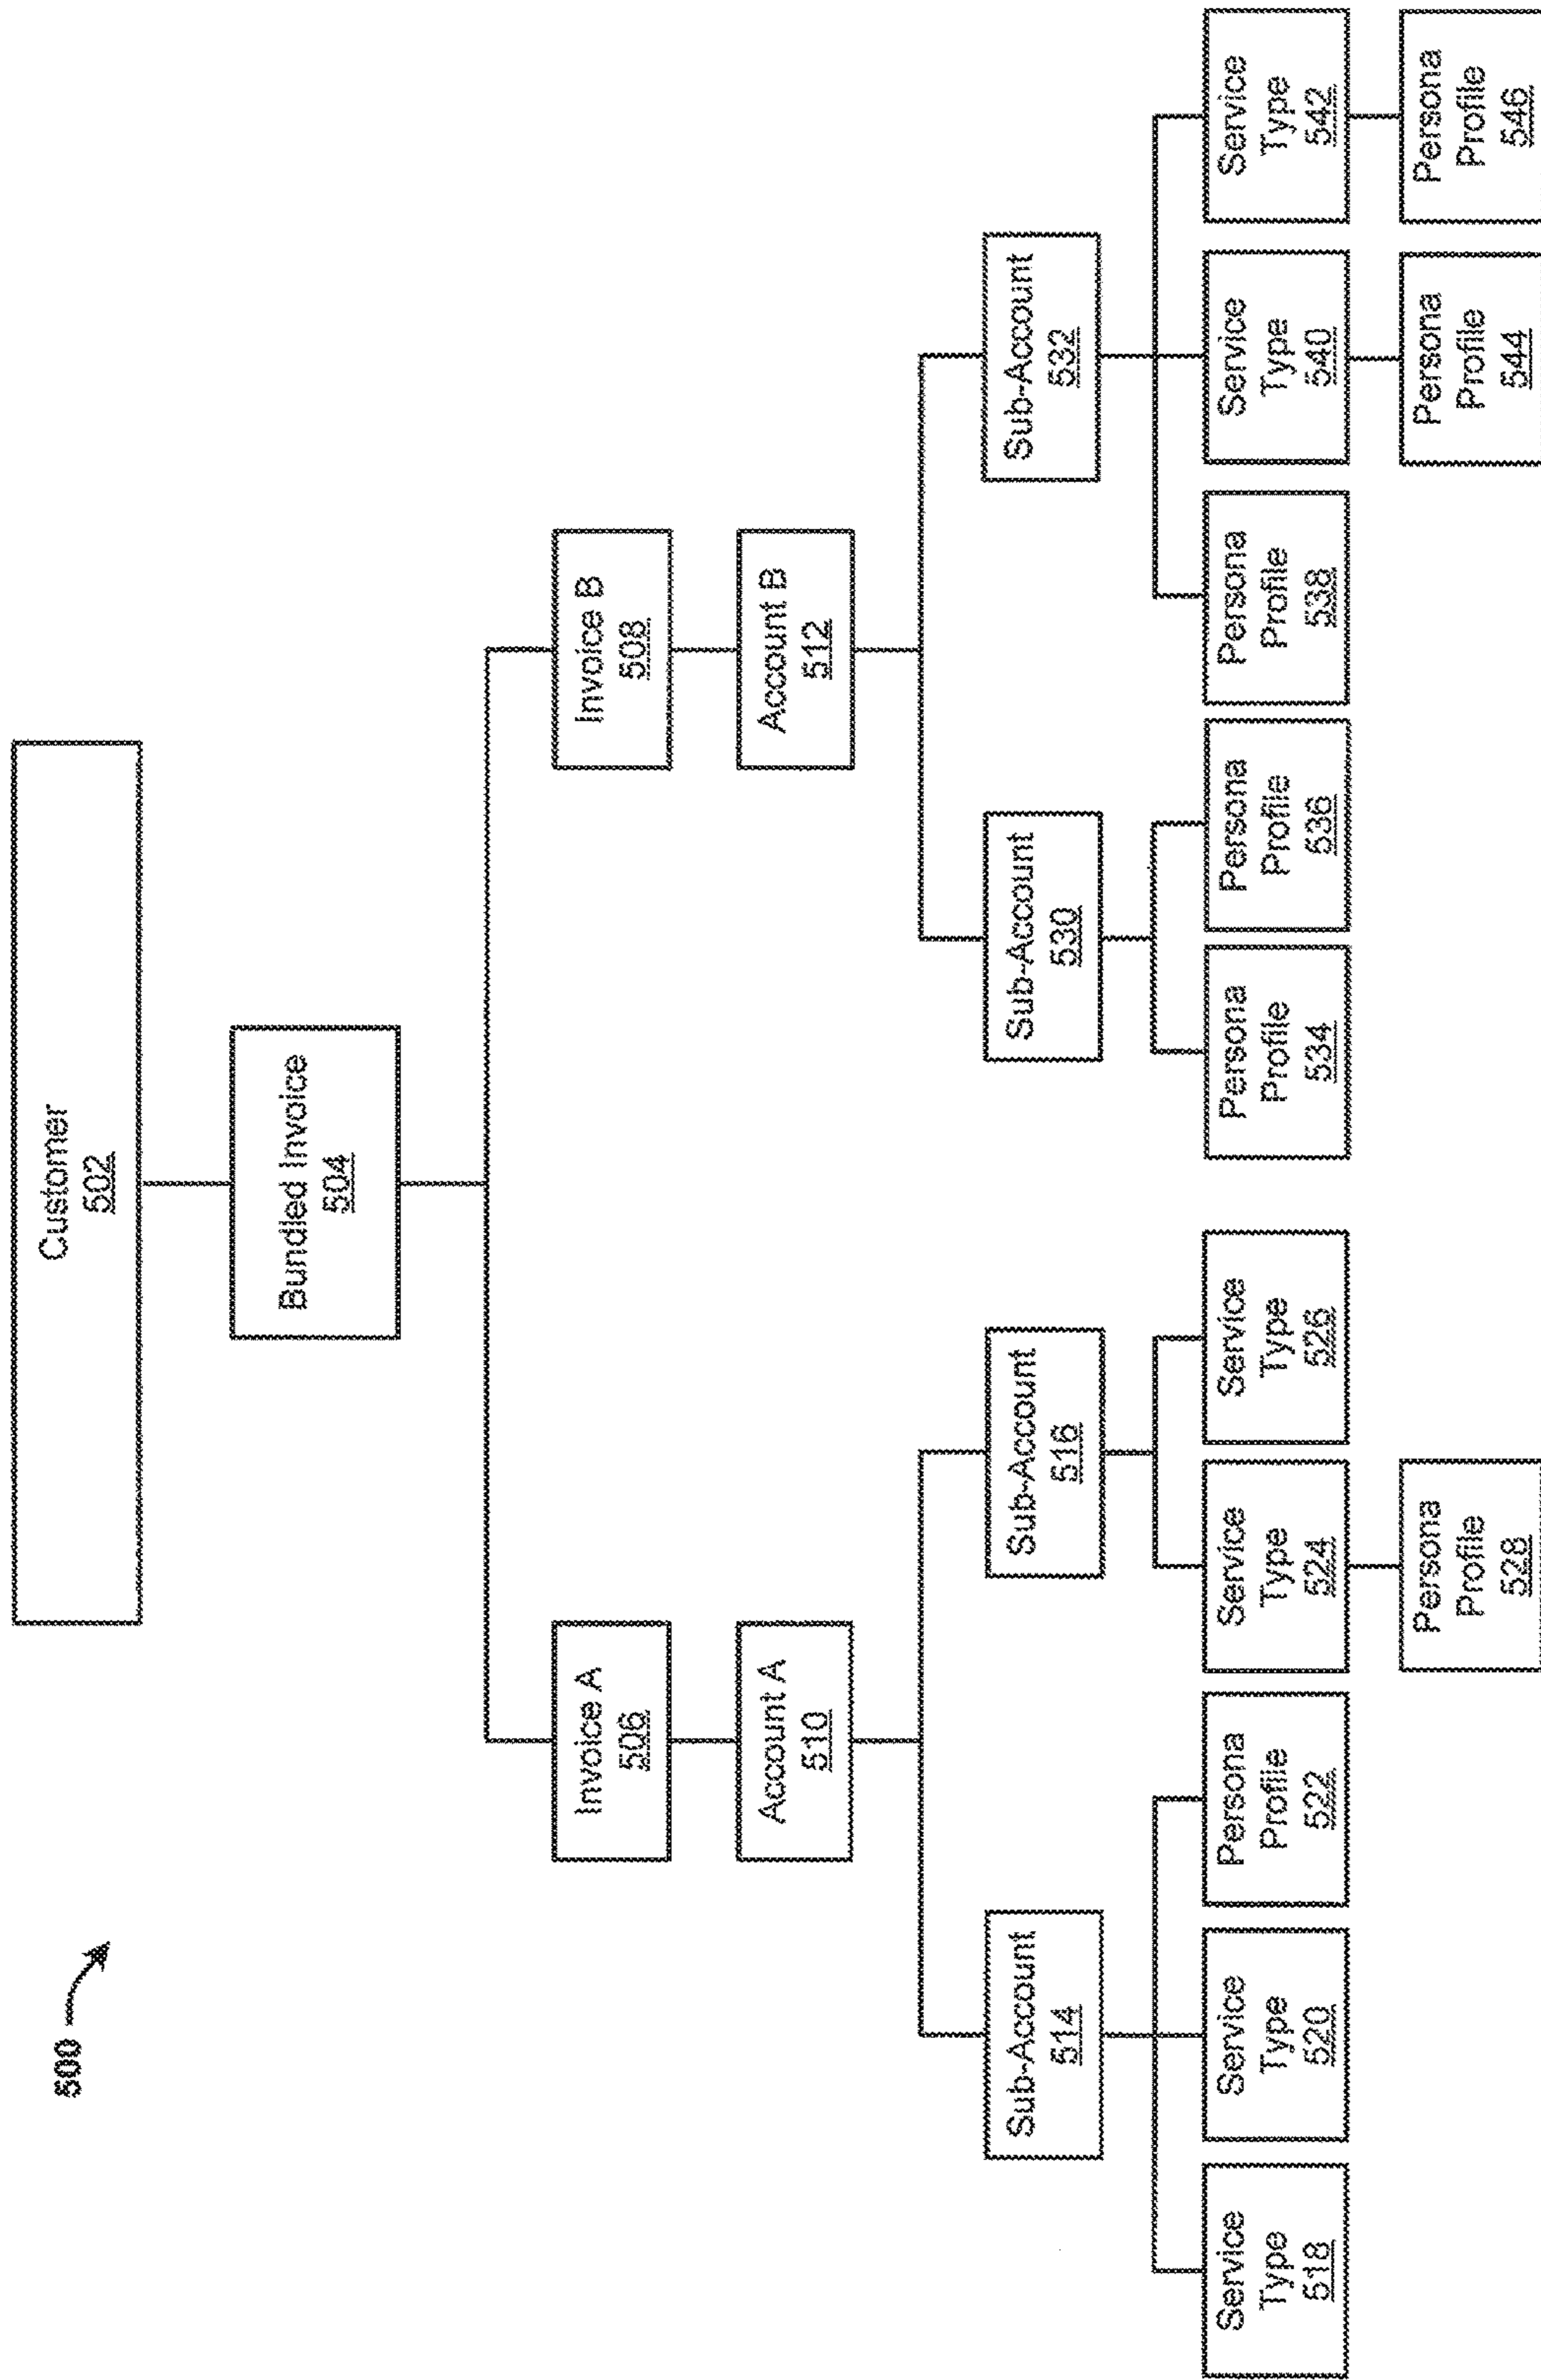 500
Customer
502
Bundled Invoice
504
Invoice A
506
Invoice B
508
Account A
510
Account B
512
Sub-Account
514
Sub-Account
516
Sub-Account
530
Sub-Account
532
Service
Type
518
Service
Type
520
Persona
Profile
522
Service
Type
524
Service
Type
526
Persona
Profile
534
Persona
Profile
536
Persona
Profile
538
Service
Type
540
Service
Type
542
Persona
Profile
528
Persona
Profile
544
Persona
Profile
546